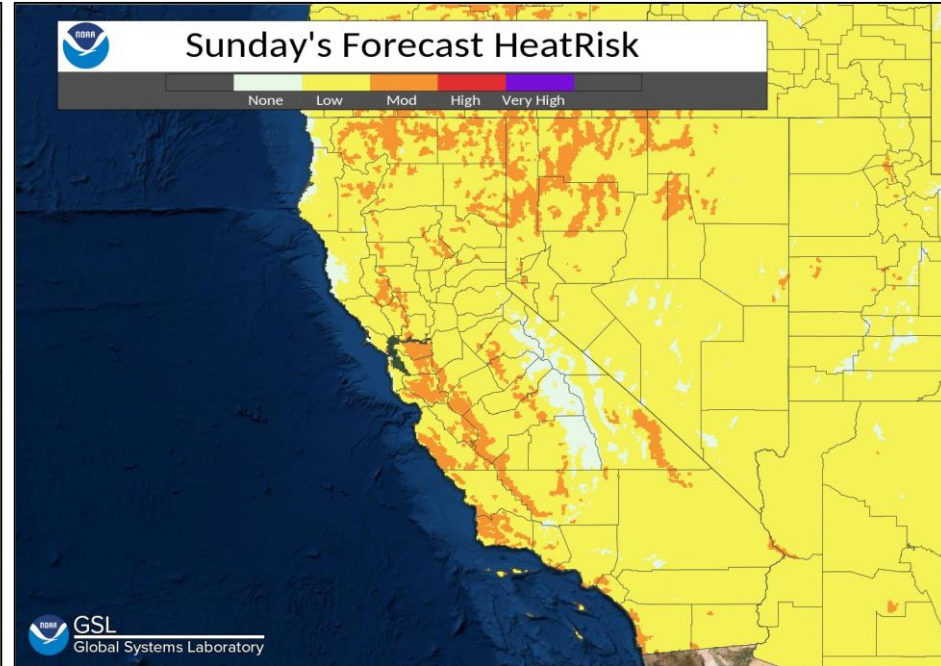 NOAA
Sunday's Forecast HeatRisk
None Low Mod High Very High
NOAA
GSL
Global Systems Laboratory